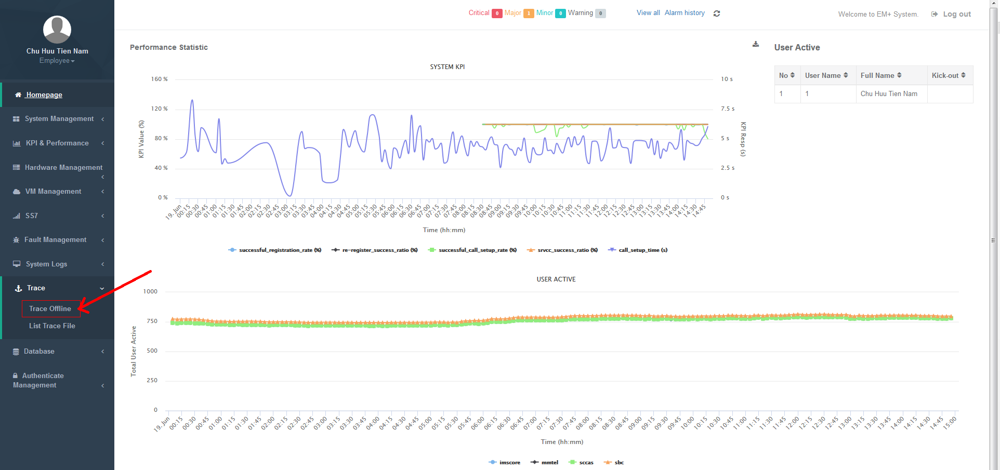 Chu Huu Tien Nam
Employee
Homepage
System Management
KPI & Performance
Hardware Management
VM Management
SS7
Fault Management
System Logs
Trace
Trace Offline
List Trace File
Database
Authenticate
Management
Critical 0 Major 1 Minor 0 Warning 0
View all Alarm history
Welcome to EM+ System. Log out
Performance Statistic
SYSTEM KPI
160 %
120 %
80 %
40 %
0 %
KPI Value (%)
10 s
7.5 s
5 s
2.5 s
0 s
KPI Resp (s)
19. Jun 00:15 00:30 00:45 01:00 01:15 01:30 01:45 02:00 02:15 02:30 02:45 03:00 03:15 03:30 03:45 04:00 04:15 04:30 04:45 05:00 05:15 05:30 05:45 06:00 06:15 06:30 06:45 07:00 07:15 07:30 07:45 08:00 08:15 08:30 08:45 09:00 09:15 09:30 09:45 10:00 10:15 10:30 10:45 11:00 11:15 11:30 11:45 12:00 12:15 12:30 12:45 13:00 13:15 13:30 13:45 14:00 14:15 14:30 14:45
Time (hh:mm)
successful_registration_rate (%) re-register_success_ratio (%) successful_call_setup_rate (%) srvcc_success_ratio (%) call_setup_time (s)
USER ACTIVE
1000
750
500
250
0
Total User Active
19. Jun 00:15 00:30 00:45 01:00 01:15 01:30 01:45 02:00 02:15 02:30 02:45 03:00 03:15 03:30 03:45 04:00 04:15 04:30 04:45 05:00 05:15 05:30 05:45 06:00 06:15 06:30 06:45 07:00 07:15 07:30 07:45 08:00 08:15 08:30 08:45 09:00 09:15 09:30 09:45 10:00 10:15 10:30 10:45 11:00 11:15 11:30 11:45 12:00 12:15 12:30 12:45 13:00 13:15 13:30 13:45 14:00 14:15 14:30 14:45 15:00
Time (hh:mm)
imscore mmtel sccas sbc
User Active
No User Name Full Name Kick-out
1 1 Chu Huu Tien Nam